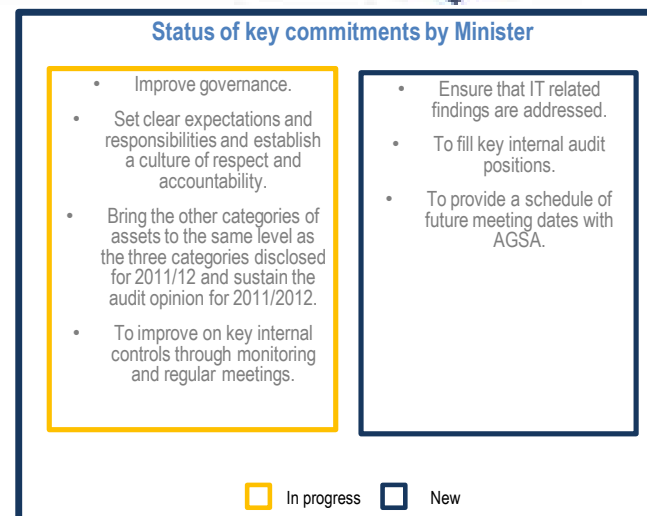 Status of key commitments by Minister
• Improve governance.
• Set clear expectations and
responsibilities and establish
a culture of respect and
accountability.
• Bring the other categories of
assets to the same level as
the three categories disclosed
for 2011/12 and sustain the
audit opinion for 2011/2012.
• To improve on key internal
controls through monitoring
and regular meetings.
• Ensure that IT related
findings are addressed.
• To fill key internal audit
positions.
• To provide a schedule of
future meeting dates with
AGSA.
In progress
New